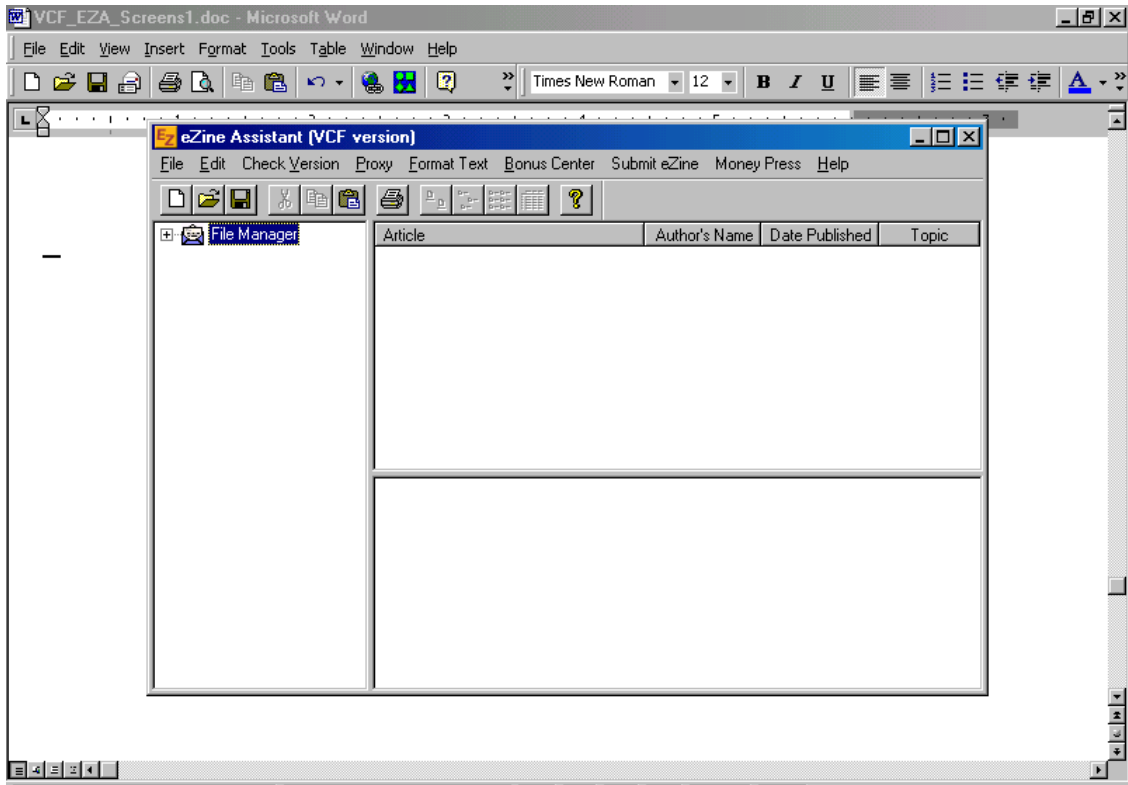 VCF_EZA_Screens1.doc - Microsoft Word
File Edit View Insert Format Tools Table Window Help
Times New Roman 12 B I U A
eZine Assistant (VCF version)
File Edit Check Version Proxy Format Text Bonus Center Submit eZine Money Press Help
File Manager
Article Author's Name Date Published Topic